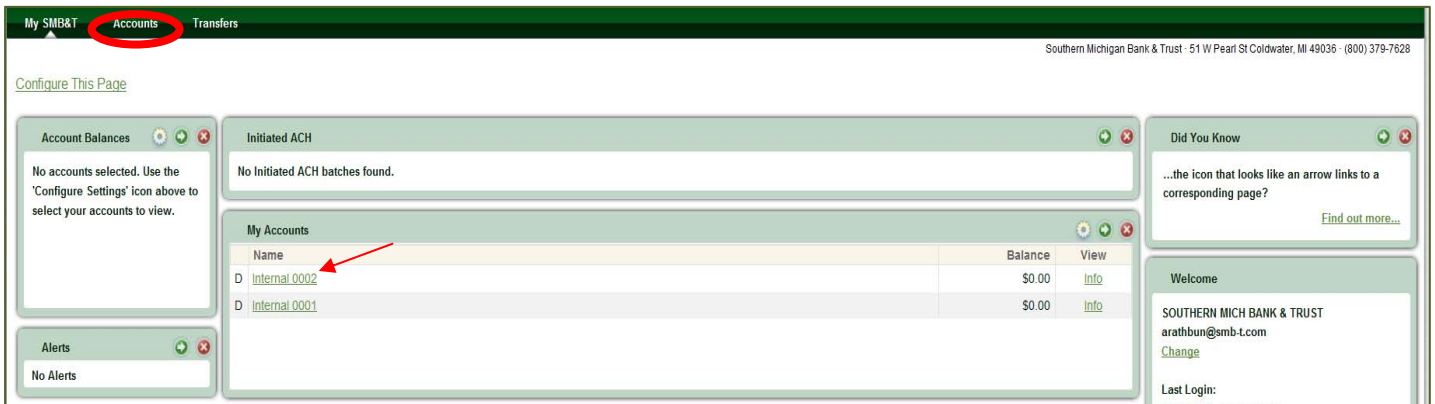 My SMB&T Accounts Transfers
Southern Michigan Bank & Trust · 51 W Pearl St Coldwater, MI 49036 · (800) 379-7628
Configure This Page
Account Balances
No accounts selected. Use the
'Configure Settings' icon above to
select your accounts to view.
Alerts
No Alerts
Initiated ACH
No Initiated ACH batches found.
My Accounts
Name Balance View
D Internal 0002 $0.00 Info
D Internal 0001 $0.00 Info
Did You Know
...the icon that looks like an arrow links to a
corresponding page?
Find out more...
Welcome
SOUTHERN MICH BANK & TRUST
arathbun@smb-t.com
Change
Last Login: